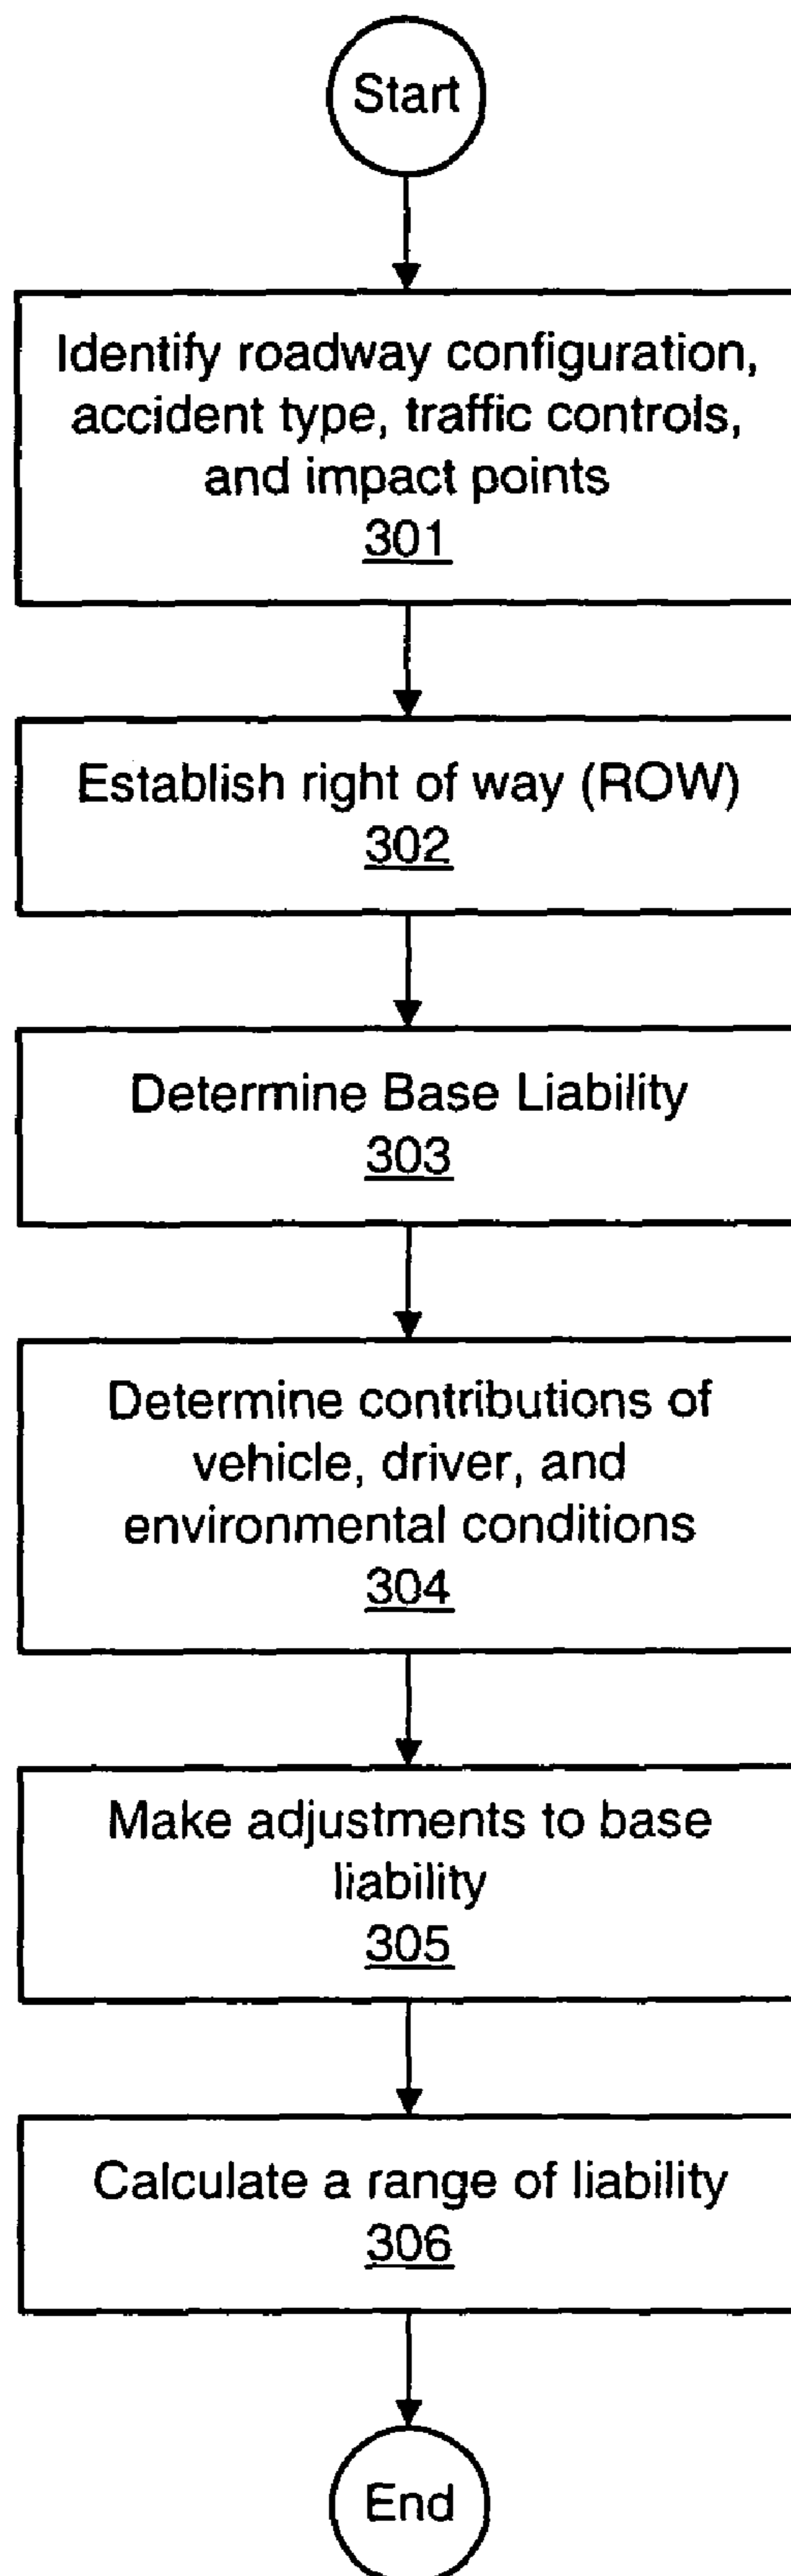 Start
Identify roadway configuration,
accident type, traffic controls,
and impact points
301
Establish right of way (ROW)
302
Determine Base Liability
303
Determine contributions of
vehicle, driver, and
environmental conditions
304
Make adjustments to base
liability
305
Calculate a range of liability
306
End